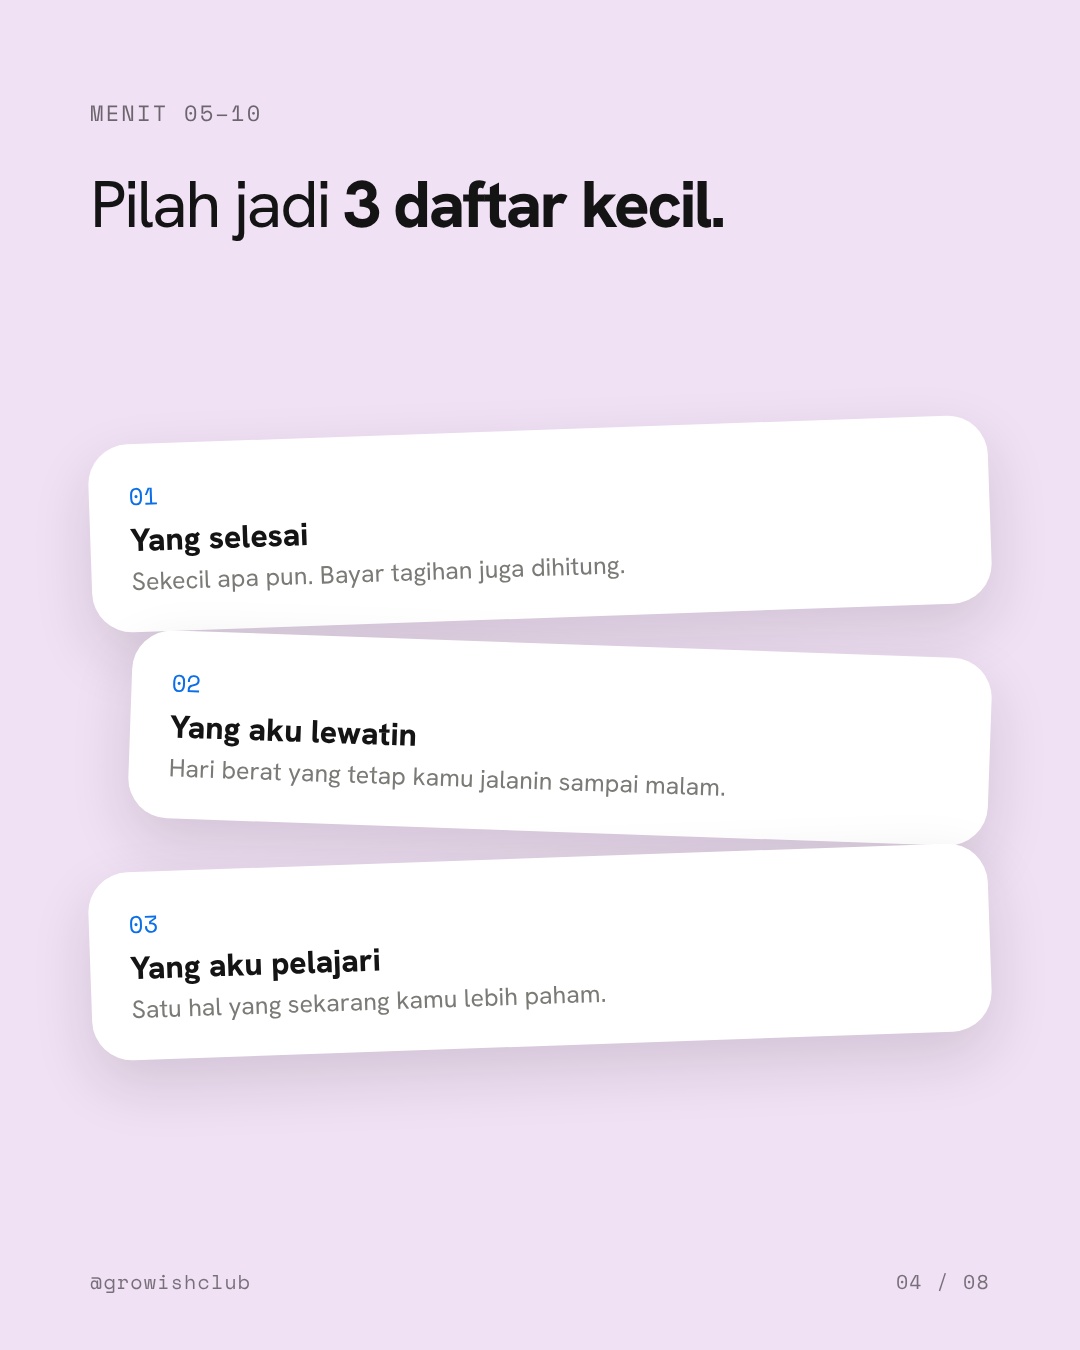 MENIT 05–10
Pilah jadi 3 daftar kecil.
01
Yang selesai
Sekecil apa pun. Bayar tagihan juga dihitung.
02
Yang aku lewatin
Hari berat yang tetap kamu jalanin sampai malam.
03
Yang aku pelajari
Satu hal yang sekarang kamu lebih paham.
@growishclub
04 / 08